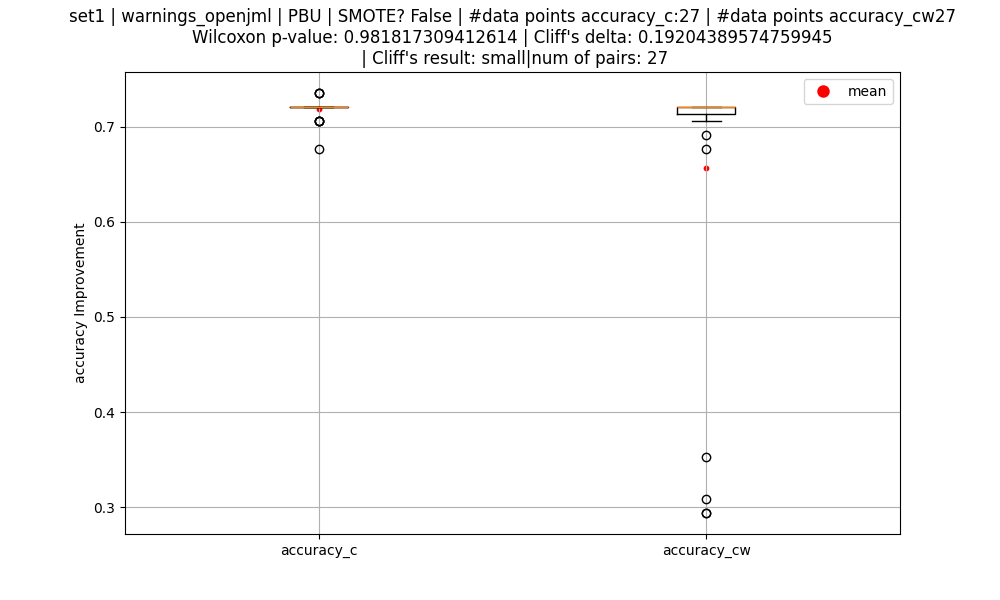 set1 | warnings_openjml | PBU | SMOTE? False | #data points accuracy_c:27 | #data points accuracy_cw27
Wilcoxon p-value: 0.981817309412614 | Cliff's delta: 0.19204389574759945
| Cliff's result: small|num of pairs: 27
mean
0.7
0.6
0.5
0.4
0.3
accuracy Improvement
accuracy_c
accuracy_cw